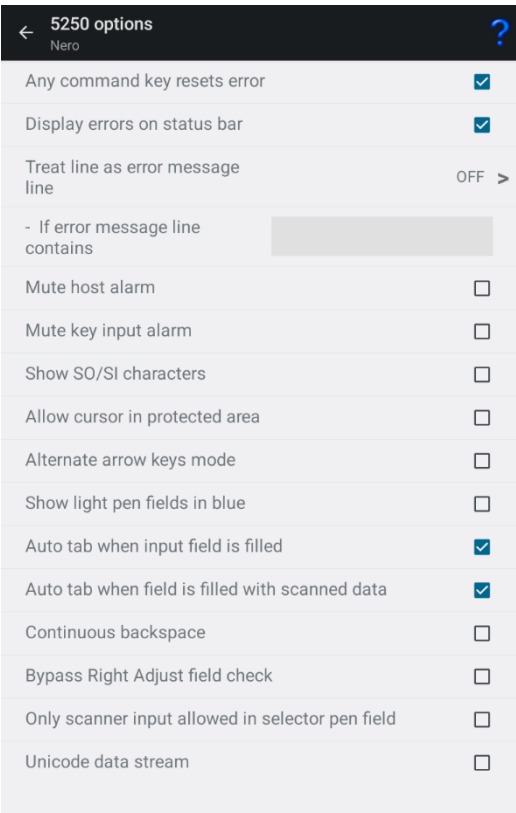 5250 options
Nero
?
Any command key resets error
Display errors on status bar
Treat line as error message
line
OFF >
- If error message line
contains
Mute host alarm
Mute key input alarm
Show SO/SI characters
Allow cursor in protected area
Alternate arrow keys mode
Show light pen fields in blue
Auto tab when input field is filled
Auto tab when field is filled with scanned data
Continuous backspace
Bypass Right Adjust field check
Only scanner input allowed in selector pen field
Unicode data stream